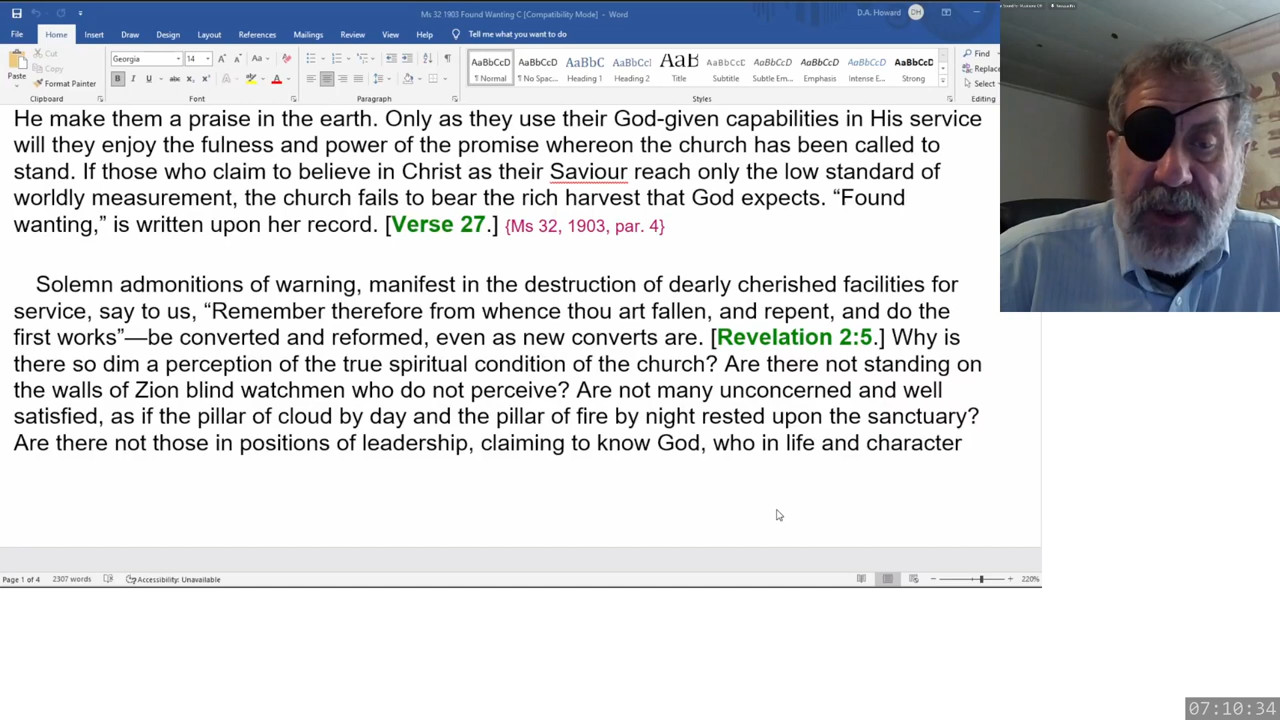 Ms 32 1903 Found Wanting C [Compatibility Mode] - Word
D.A. Howard DH
File Home Insert Draw Design Layout References Mailings Review View Help Tell me what you want to do
Paste
Cut
Copy
Format Painter
Georgia 14
AaBbCcD AaBbCcD AaBbC AaBbCcD AaB AaBbCcD AaBbCcD AaBbCcD AaBbCcD AaBbCcD
¶ Normal ¶ No Spac... Heading 1 Heading 2 Title Subtitle Subtle Em... Emphasis Intense E... Strong
Find
Replace
Select
Clipboard Font Paragraph Styles Editing
He make them a praise in the earth. Only as they use their God-given capabilities in His service
will they enjoy the fulness and power of the promise whereon the church has been called to
stand. If those who claim to believe in Christ as their Saviour reach only the low standard of
worldly measurement, the church fails to bear the rich harvest that God expects. “Found
wanting,” is written upon her record. [Verse 27.] {Ms 32, 1903, par. 4}
Solemn admonitions of warning, manifest in the destruction of dearly cherished facilities for
service, say to us, “Remember therefore from whence thou art fallen, and repent, and do the
first works”—be converted and reformed, even as new converts are. [Revelation 2:5.] Why is
there so dim a perception of the true spiritual condition of the church? Are there not standing on
the walls of Zion blind watchmen who do not perceive? Are not many unconcerned and well
satisfied, as if the pillar of cloud by day and the pillar of fire by night rested upon the sanctuary?
Are there not those in positions of leadership, claiming to know God, who in life and character
Page 1 of 4 2307 words Accessibility: Unavailable 220%
07:10:34